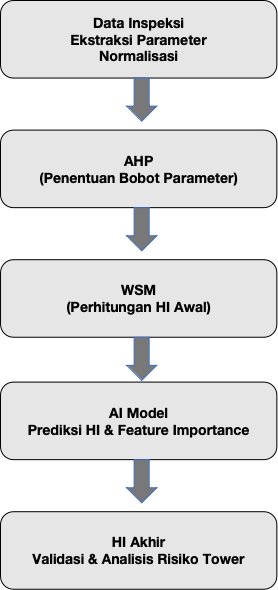 Data Inspeksi
Ekstraksi Parameter
Normalisasi
AHP
(Penentuan Bobot Parameter)
WSM
(Perhitungan HI Awal)
AI Model
Prediksi HI & Feature Importance
HI Akhir
Validasi & Analisis Risiko Tower